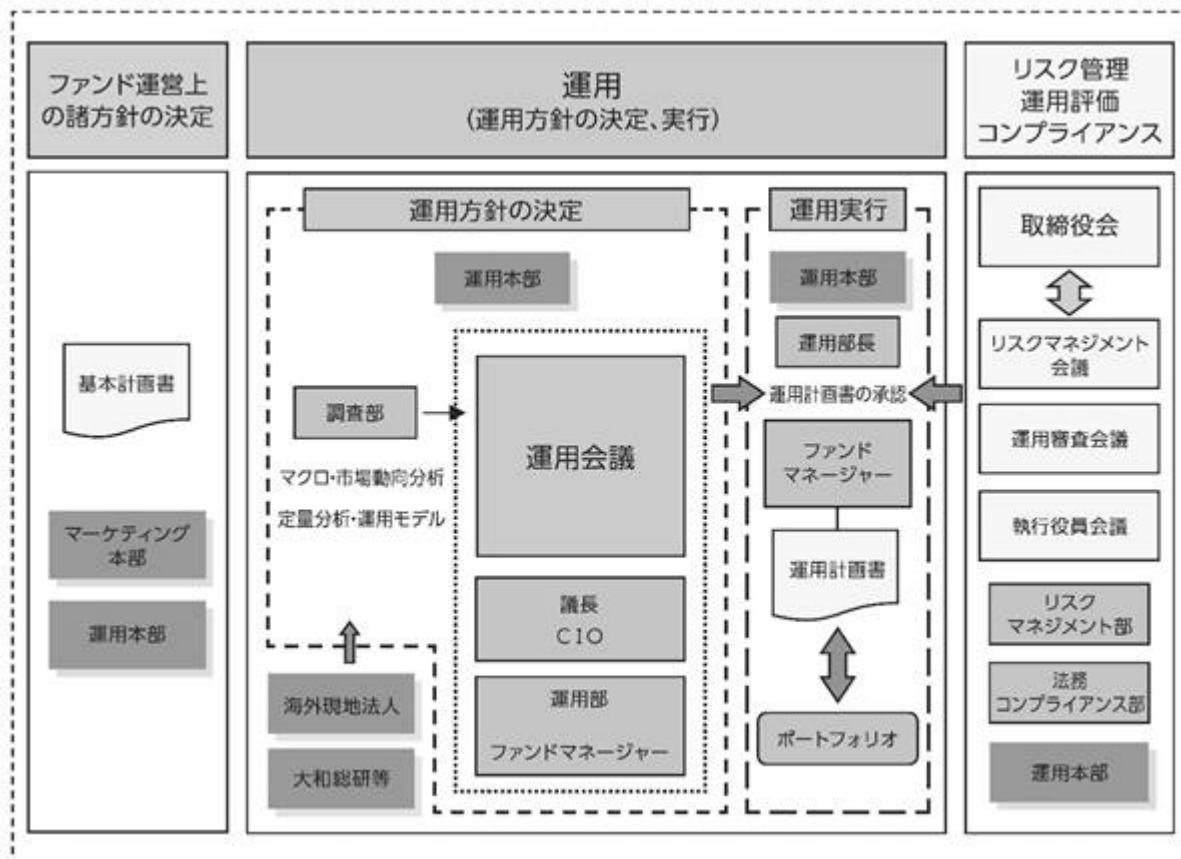 ファンド運営上
の諸方針の決定
基本計画書
マーケティング
本部
運用本部
運用
(運用方針の決定、実行)
運用方針の決定
運用本部
調査部
マクロ・市場動向分析
定量分析・運用モデル
運用会議
議長
CIO
運用部
ファンドマネージャー
海外現地法人
大和総研等
運用実行
運用本部
運用部長
運用計画書の承認
ファンド
マネージャー
運用計画書
ポートフォリオ
リスク管理
運用評価
コンプライアンス
取締役会
リスクマネジメント
会議
運用審査会議
執行役員会議
リスク
マネジメント部
法務
コンプライアンス部
運用本部